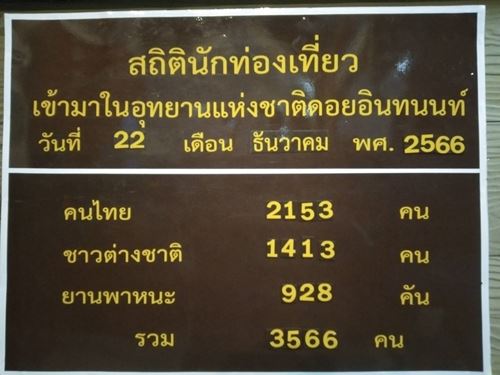 สถิตินักท่องเที่ยว
เข้ามาในอุทยานแห่งชาติดอยอินทนนท์
วันที่ 22 เดือน ธันวาคม พศ. 2566
คนไทย 2153 คน
ชาวต่างชาติ 1413 คน
ยานพาหนะ 928 คัน
รวม 3566 คน